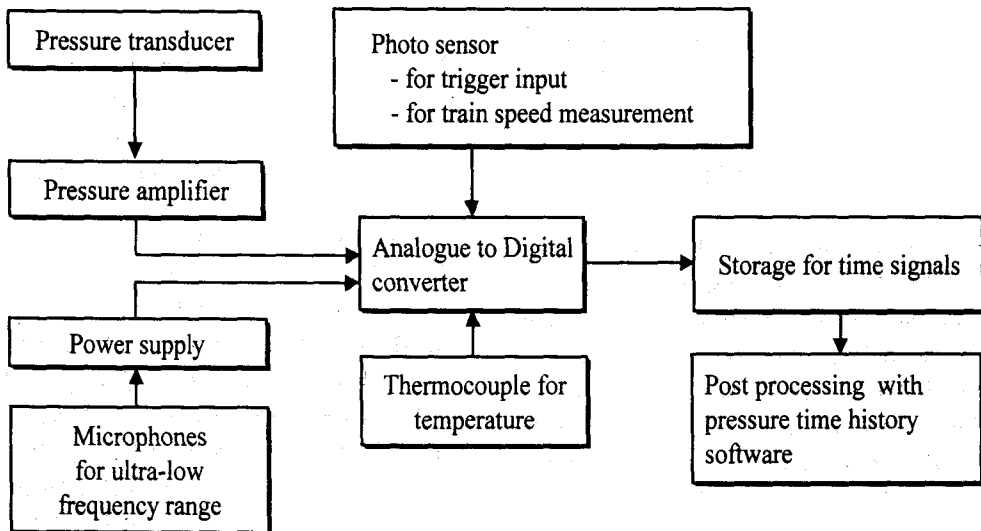 Pressure transducer
Photo sensor
- for trigger input
- for train speed measurement
Pressure amplifier
Analogue to Digital
converter
Storage for time signals
Power supply
Thermocouple for
temperature
Post processing with
pressure time history
software
Microphones
for ultra-low
frequency range